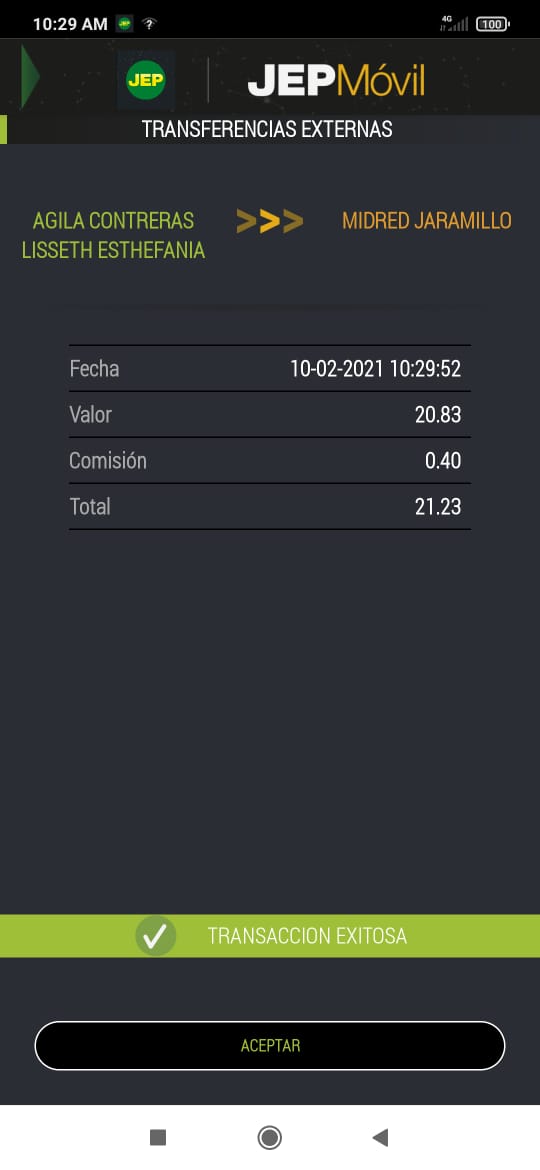 10:29 AM JEP ? 4G 100
JEP JEPMóvil
TRANSFERENCIAS EXTERNAS
AGILA CONTRERAS >>> MIDRED JARAMILLO
LISSETH ESTHEFANIA
Fecha 10-02-2021 10:29:52
Valor 20.83
Comisión 0.40
Total 21.23
TRANSACCION EXITOSA
ACEPTAR